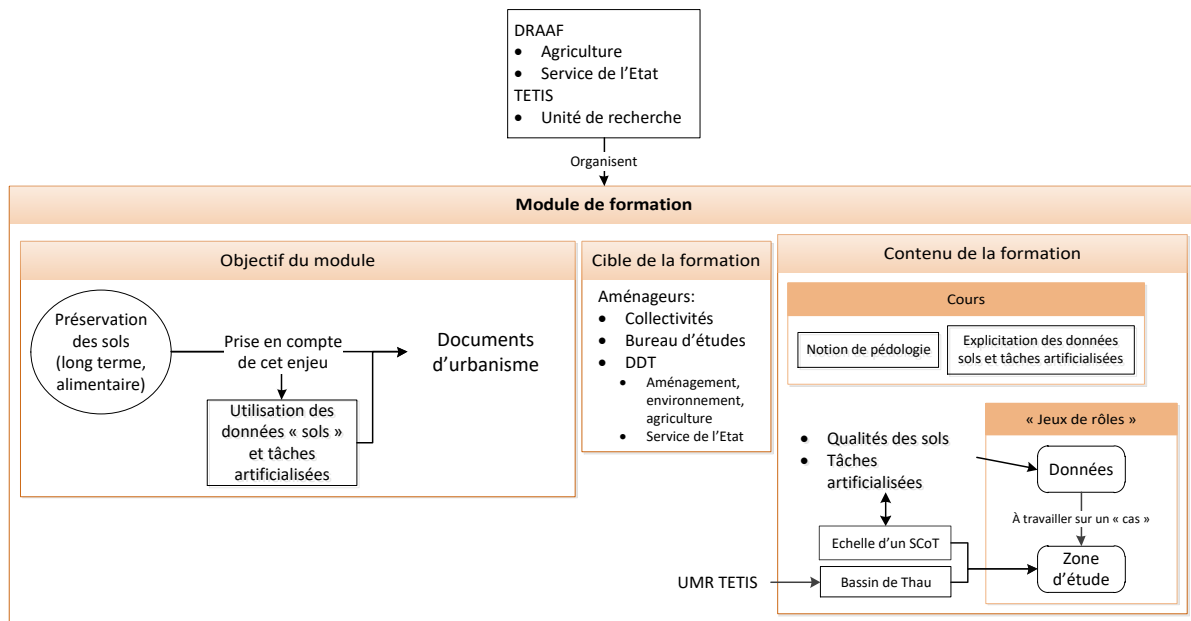 DRAAF
• Agriculture
• Service de l'Etat
TETIS
• Unité de recherche
Organisent
Module de formation
Objectif du module
Préservation
des sols
(long terme,
alimentaire)
Prise en compte
de cet enjeu
Utilisation des
données « sols »
et tâches
artificialisées
Documents
d'urbanisme
Cible de la formation
Aménageurs:
• Collectivités
• Bureau d'études
• DDT
• Aménagement,
environnement,
agriculture
• Service de l'Etat
Contenu de la formation
Cours
Notion de pédologie
Explicitation des données
sols et tâches artificialisées
• Qualités des sols
• Tâches
artificialisées
Echelle d'un SCoT
UMR TETIS
Bassin de Thau
« Jeux de rôles »
Données
À travailler sur un « cas »
Zone
d'étude